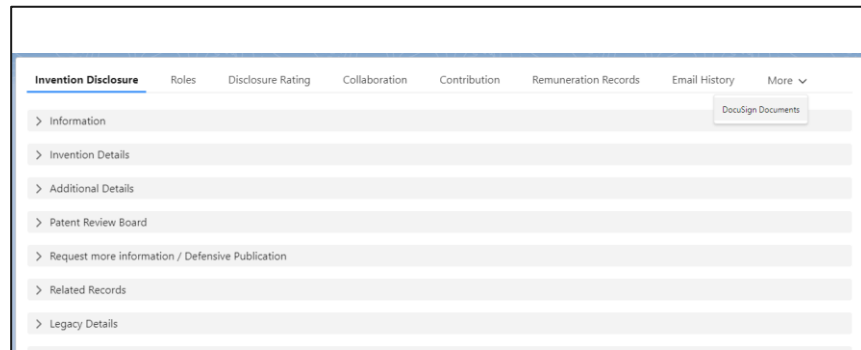 Invention Disclosure Roles Disclosure Rating Collaboration Contribution Remuneration Records Email History More
DocuSign Documents
Information
Invention Details
Additional Details
Patent Review Board
Request more information / Defensive Publication
Related Records
Legacy Details